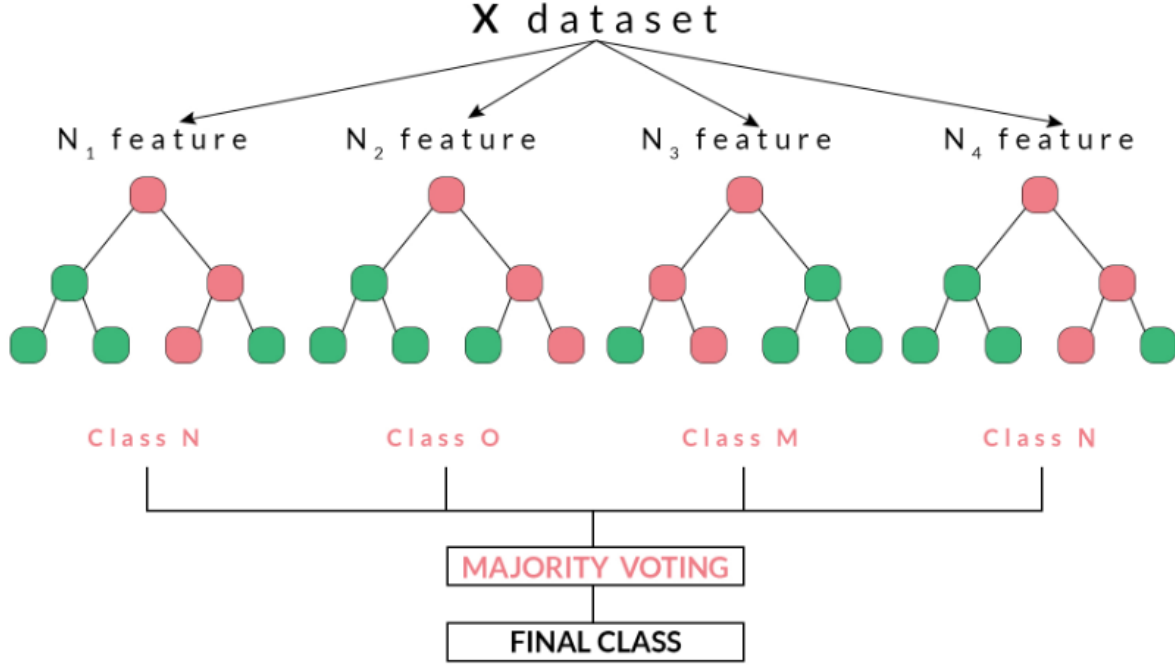 X dataset
N1 feature N2 feature N3 feature N4 feature
Class N Class O Class M Class N
MAJORITY VOTING
FINAL CLASS